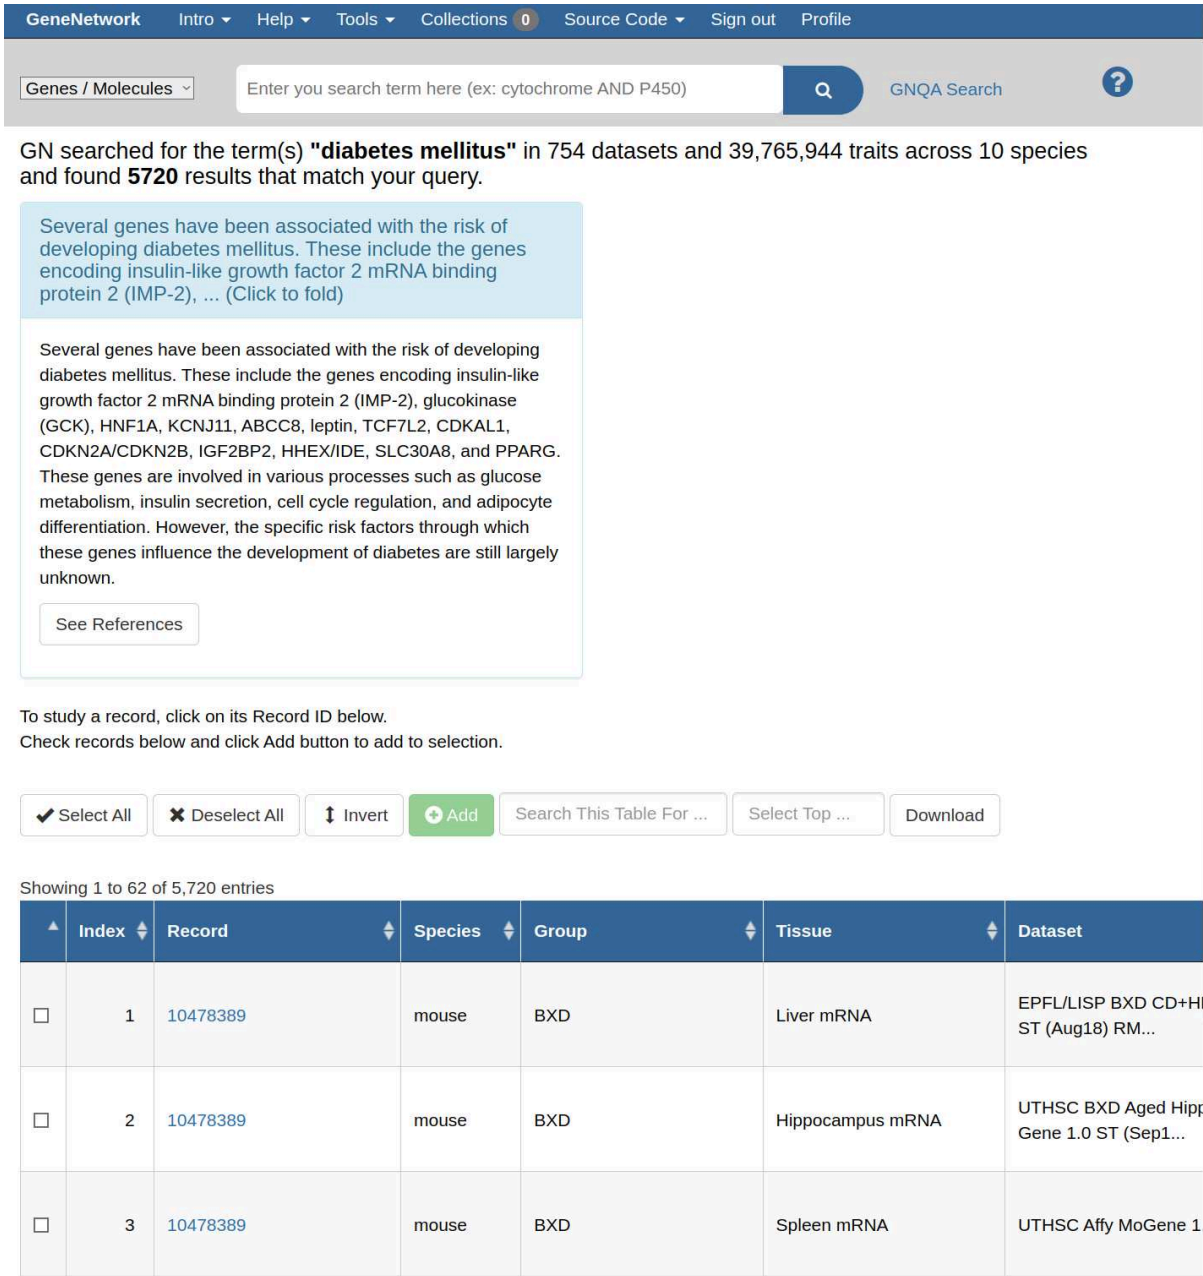 GeneNetwork Intro Help Tools Collections 0 Source Code Sign out Profile
Genes / Molecules Enter you search term here (ex: cytochrome AND P450) GNQA Search ?
GN searched for the term(s) "diabetes mellitus" in 754 datasets and 39,765,944 traits across 10 species
and found 5720 results that match your query.
Several genes have been associated with the risk of
developing diabetes mellitus. These include the genes
encoding insulin-like growth factor 2 mRNA binding
protein 2 (IMP-2), ... (Click to fold)
Several genes have been associated with the risk of developing
diabetes mellitus. These include the genes encoding insulin-like
growth factor 2 mRNA binding protein 2 (IMP-2), glucokinase
(GCK), HNF1A, KCNJ11, ABCC8, leptin, TCF7L2, CDKAL1,
CDKN2A/CDKN2B, IGF2BP2, HHEX/IDE, SLC30A8, and PPARG.
These genes are involved in various processes such as glucose
metabolism, insulin secretion, cell cycle regulation, and adipocyte
differentiation. However, the specific risk factors through which
these genes influence the development of diabetes are still largely
unknown.
See References
To study a record, click on its Record ID below.
Check records below and click Add button to add to selection.
Select All Deselect All Invert Add Search This Table For ... Select Top ... Download
Showing 1 to 62 of 5,720 entries
Index Record Species Group Tissue Dataset
1 10478389 mouse BXD Liver mRNA EPFL/LISP BXD
ST (Aug18) RM...
2 10478389 mouse BXD Hippocampus mRNA UTHSC BXD Aged
Gene 1.0 ST (Sep1...
3 10478389 mouse BXD Spleen mRNA UTHSC Affy MoGene 1